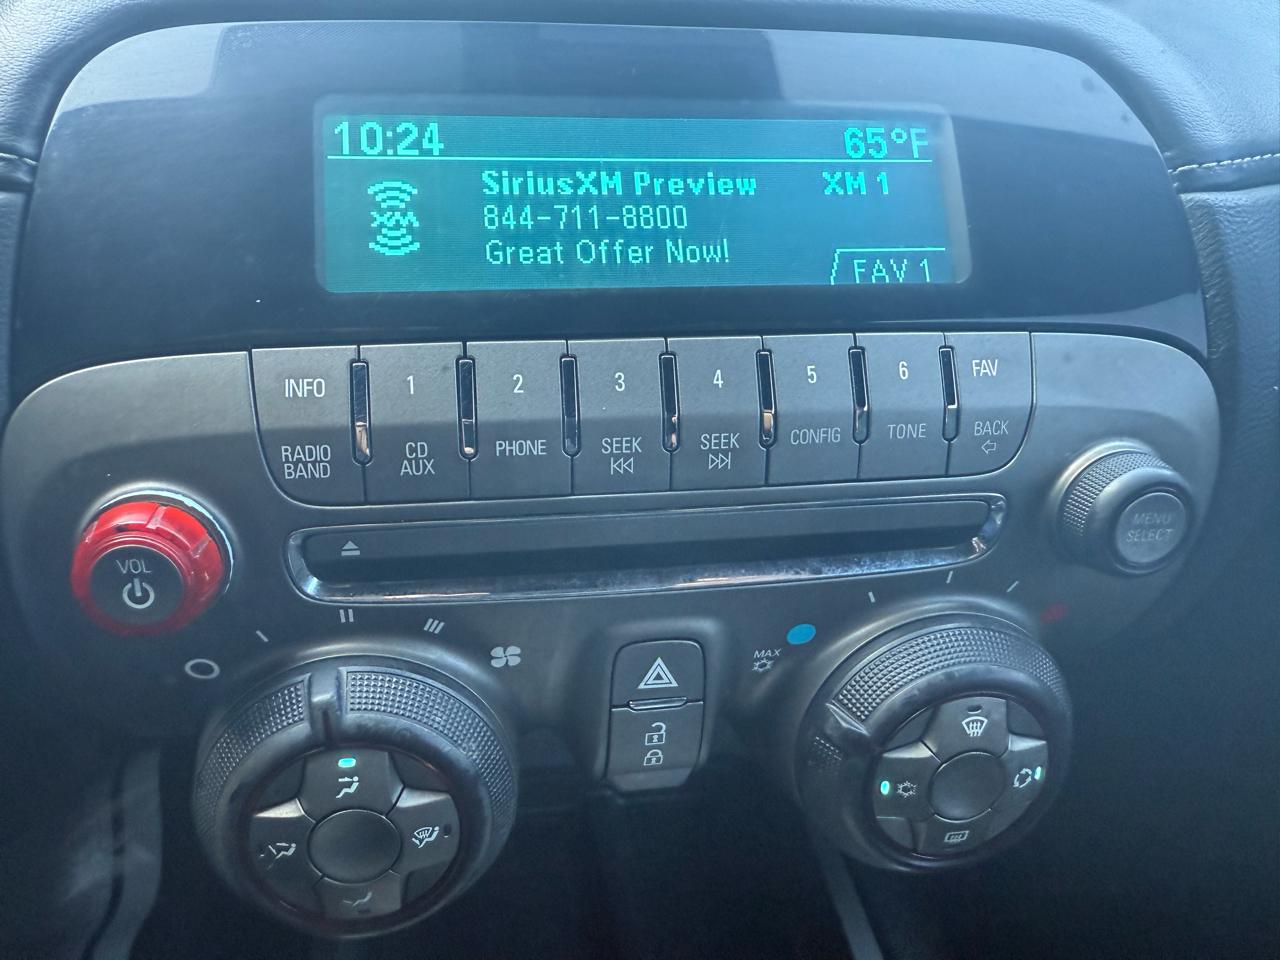 10:24 65°F
SiriusXM Preview XM 1
844-711-8800
Great Offer Now!
FAV 1
XM
INFO 1 2 3 4 5 6 FAV
RADIO BAND
CD AUX
PHONE
SEEK
SEEK
CONFIG
TONE
BACK
VOL
MENU
SELECT
MAX